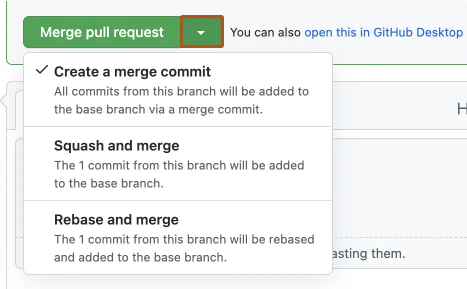 Merge pull request
You can also open this in GitHub Desktop
Create a merge commit
All commits from this branch will be added
to the base branch via a merge commit.
Squash and merge
The 1 commit from this branch will be added
to the base branch.
Rebase and merge
The 1 commit from this branch will be rebased
and added to the base branch.
H
asting them.